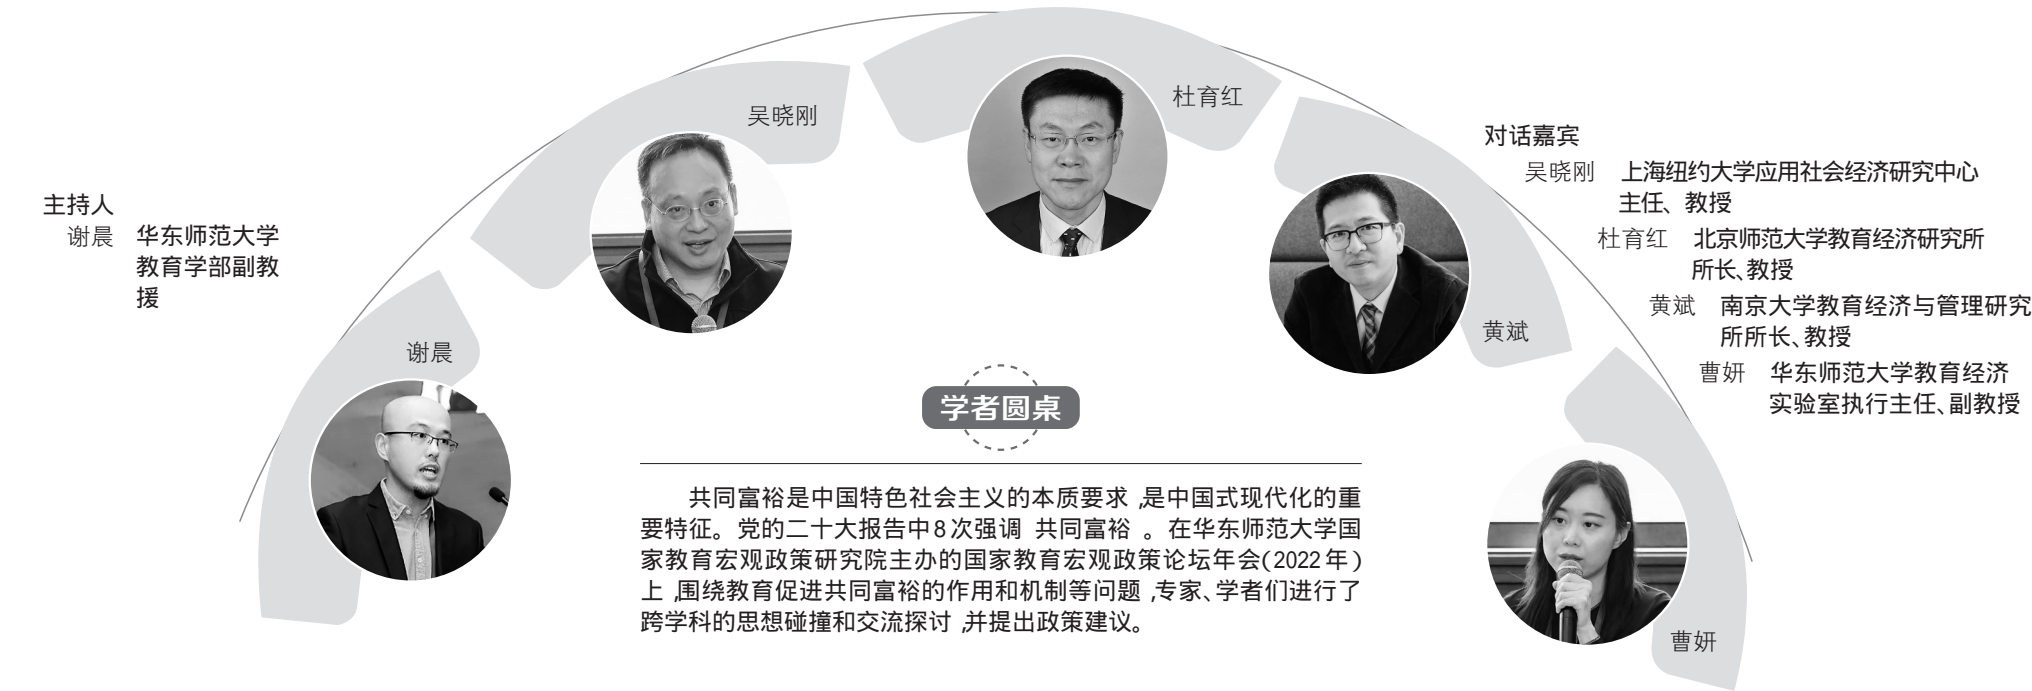 主持人
谢晨 华东师范大学
教育学部副教
授
谢晨
吴晓刚
杜育红
黄斌
曹妍
对话嘉宾
吴晓刚 上海纽约大学应用社会经济研究中心
主任、教授
杜育红 北京师范大学教育经济研究所
所长、教授
黄斌 南京大学教育经济与管理研究
所所长、教授
曹妍 华东师范大学教育经济
实验室执行主任、副教授
学者圆桌
共同富裕是中国特色社会主义的本质要求,是中国式现代化的重
要特征。党的二十大报告中8次强调 共同富裕 。在华东师范大学国
家教育宏观政策研究院主办的国家教育宏观政策论坛年会(2022年)
上,围绕教育促进共同富裕的作用和机制等问题,专家、学者们进行了
跨学科的思想碰撞和交流探讨,并提出政策建议。